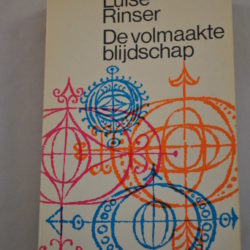 Luise
Rinser
De volmaakte
blijdschap